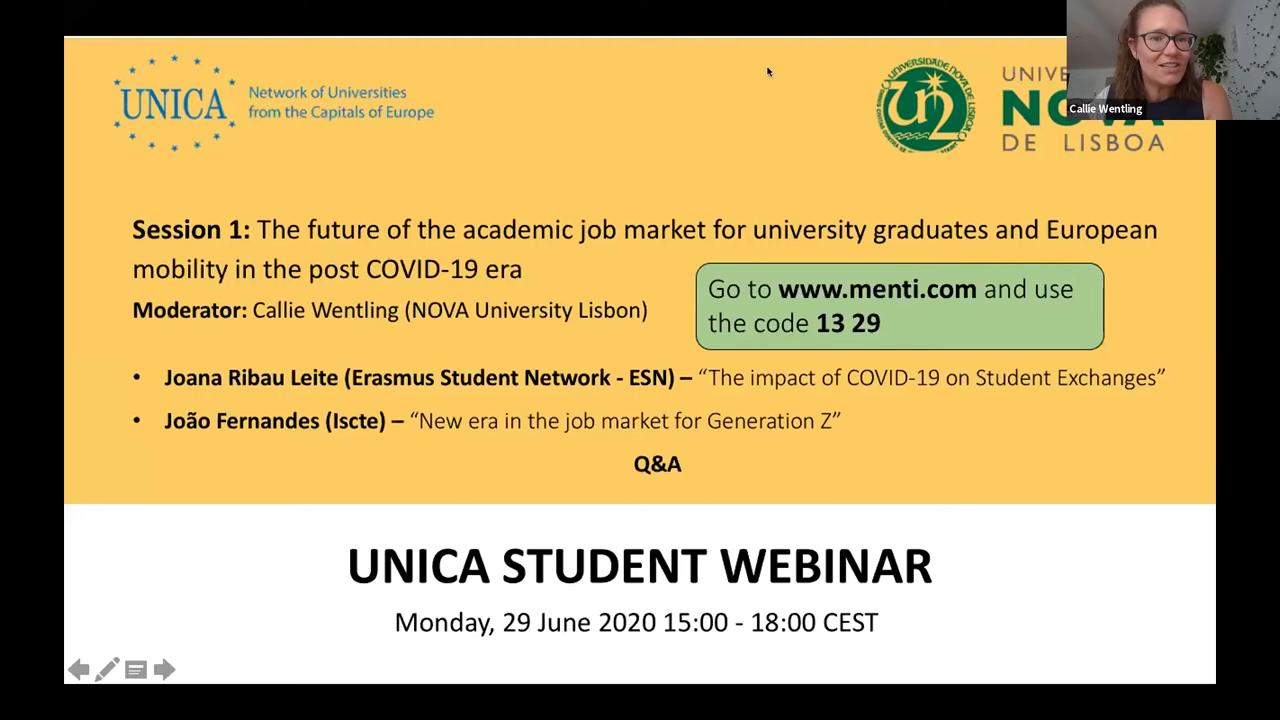 UNICA
Network of Universities
from the Capitals of Europe
UNIVE
DE LISBOA
Callie Wentling
Session 1: The future of the academic job market for university graduates and European
mobility in the post COVID-19 era
Moderator: Callie Wentling (NOVA University Lisbon)
Go to www.menti.com and use
the code 13 29
• Joana Ribau Leite (Erasmus Student Network - ESN) – “The impact of COVID-19 on Student Exchanges”
• João Fernandes (Iscte) – “New era in the job market for Generation Z”
Q&A
UNICA STUDENT WEBINAR
Monday, 29 June 2020 15:00 - 18:00 CEST